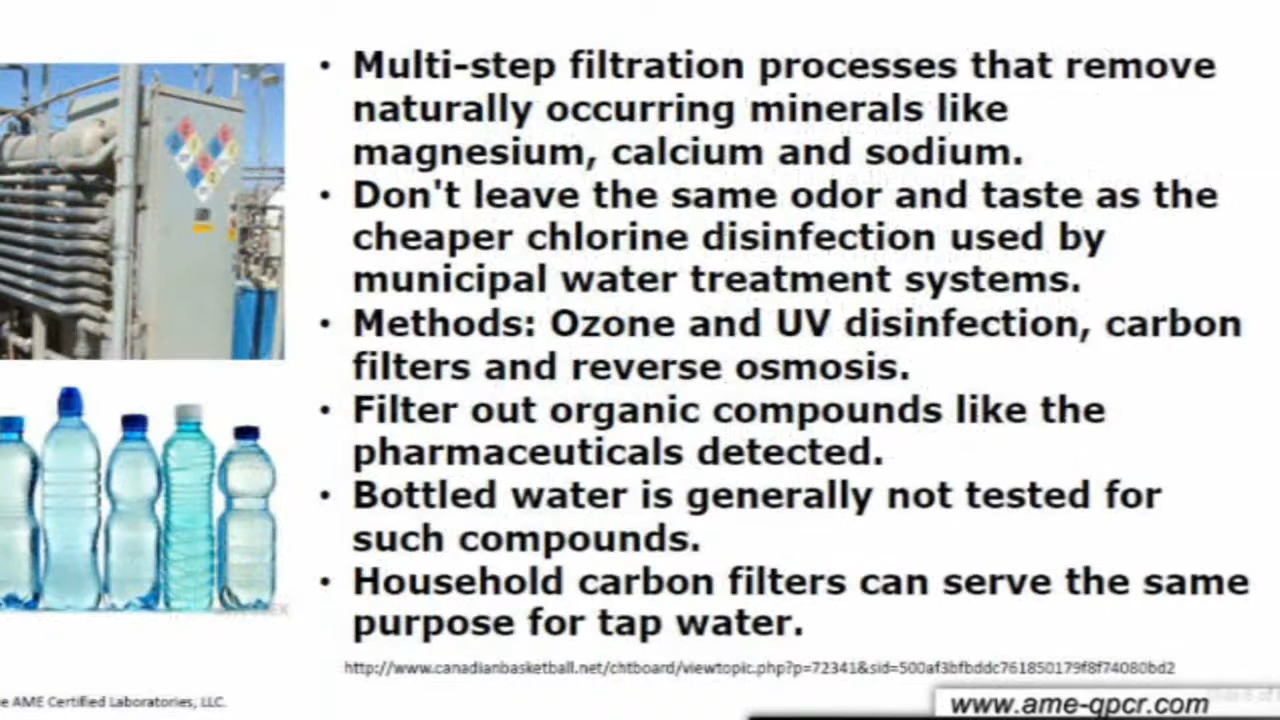 • Multi-step filtration processes that remove
naturally occurring minerals like
magnesium, calcium and sodium.
• Don't leave the same odor and taste as the
cheaper chlorine disinfection used by
municipal water treatment systems.
• Methods: Ozone and UV disinfection, carbon
filters and reverse osmosis.
• Filter out organic compounds like the
pharmaceuticals detected.
• Bottled water is generally not tested for
such compounds.
• Household carbon filters can serve the same
purpose for tap water.
http://www.canadianbasketball.net/chtboard/viewtopic.php?p=72341&sid=500af3bfbddc761850179f8f74080bd2
AME Certified Laboratories, LLC.
www.ame-qpcr.com